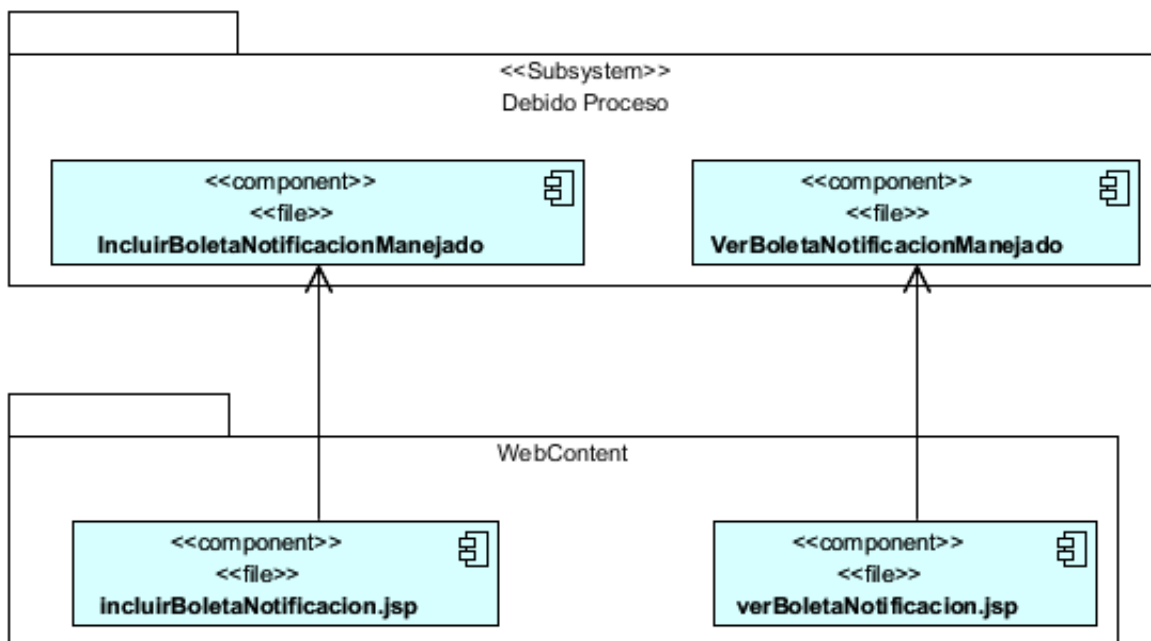 <<Subsystem>>
Debido Proceso
<<component>>
<<file>>
IncluirBoletaNotificacionManejado
<<component>>
<<file>>
VerBoletaNotificacionManejado
WebContent
<<component>>
<<file>>
incluirBoletaNotificacion.jsp
<<component>>
<<file>>
verBoletaNotificacion.jsp